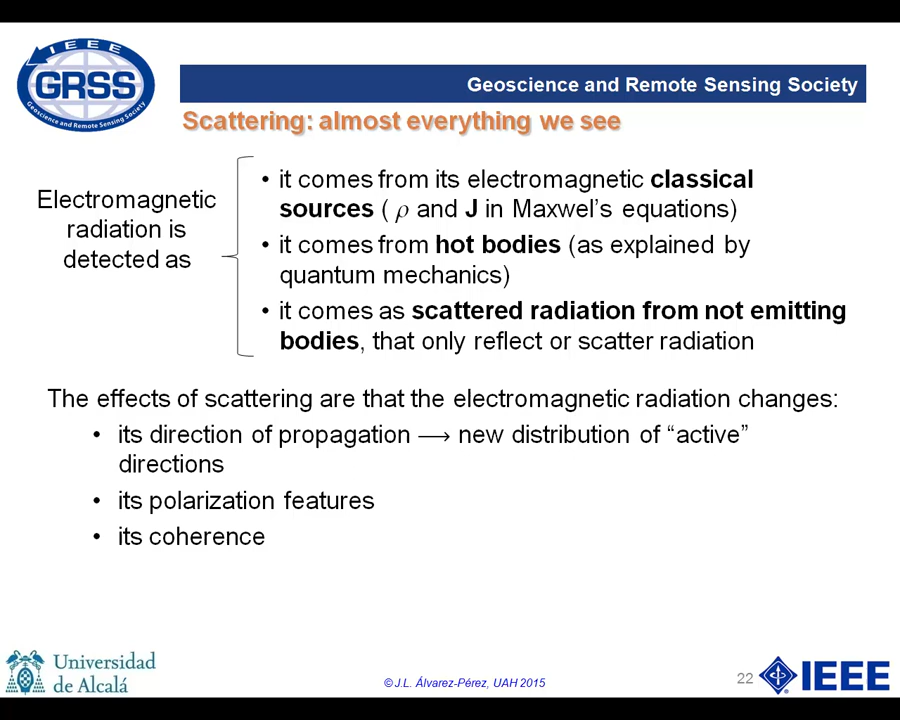 IEEE
GRSS
Geoscience and Remote Sensing Society
Geoscience and Remote Sensing Society
Scattering: almost everything we see
Electromagnetic
radiation is
detected as
• it comes from its electromagnetic classical
sources ( ρ and J in Maxwel's equations)
• it comes from hot bodies (as explained by
quantum mechanics)
• it comes as scattered radiation from not emitting
bodies, that only reflect or scatter radiation
The effects of scattering are that the electromagnetic radiation changes:
• its direction of propagation ⟶ new distribution of “active”
directions
• its polarization features
• its coherence
Universidad
de Alcalá
© J.L. Álvarez-Pérez, UAH 2015
22
IEEE